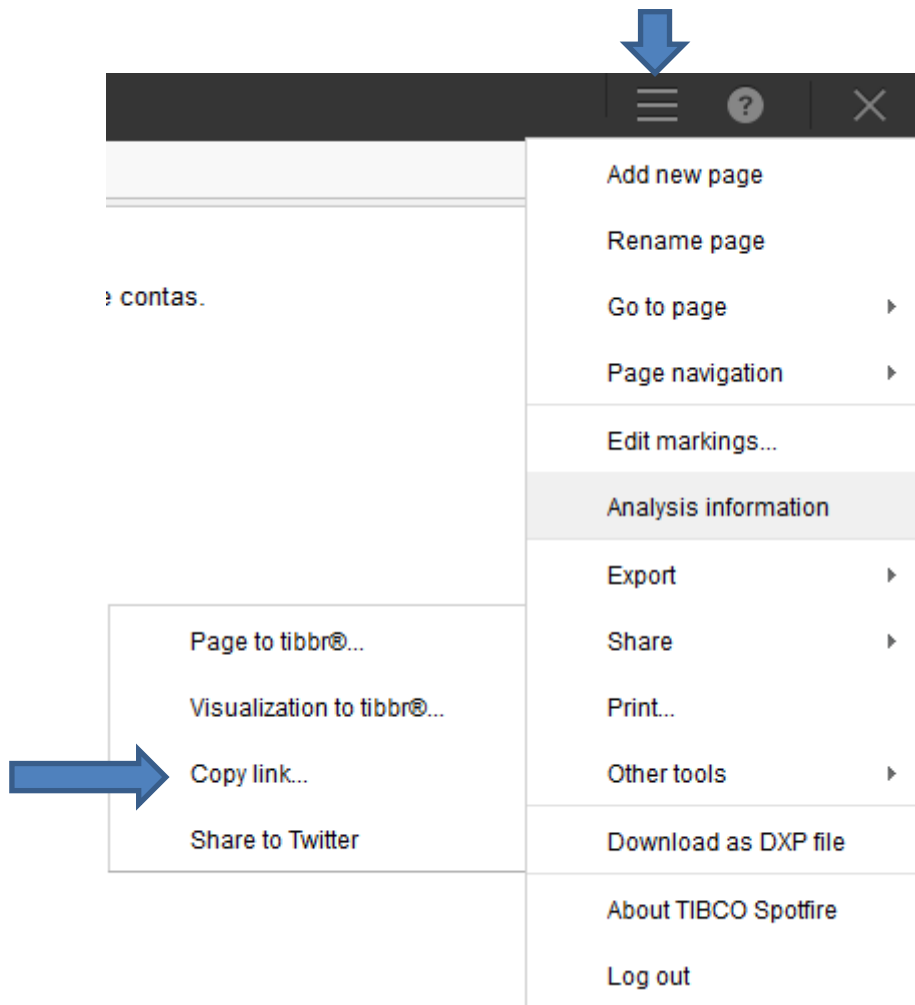 ?
Add new page
Rename page
contas.
Go to page
Page navigation
Edit markings...
Analysis information
Export
Page to tibbr®...
Share
Visualization to tibbr®...
Print...
Copy link...
Other tools
Share to Twitter
Download as DXP file
About TIBCO Spotfire
Log out